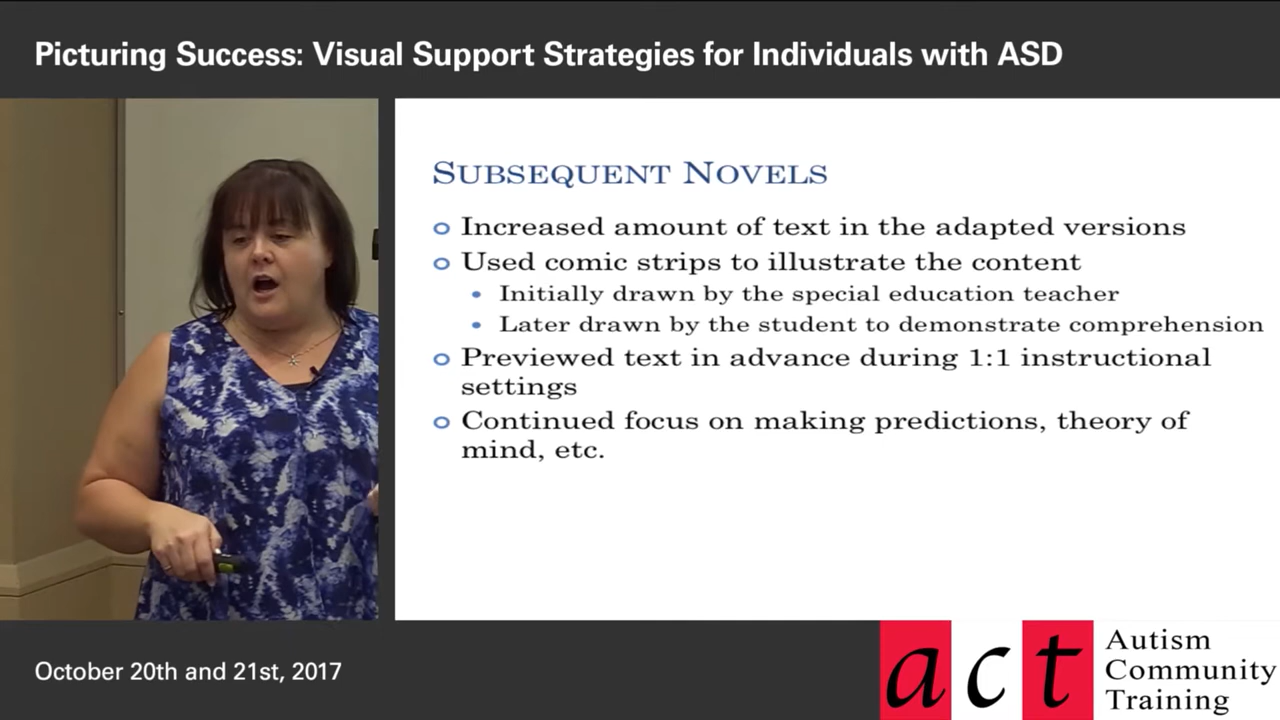 Picturing Success: Visual Support Strategies for Individuals with ASD
SUBSEQUENT NOVELS
Increased amount of text in the adapted versions
Used comic strips to illustrate the content
Initially drawn by the special education teacher
Later drawn by the student to demonstrate comprehension
Previewed text in advance during 1:1 instructional
settings
Continued focus on making predictions, theory of
mind, etc.
October 20th and 21st, 2017
act
Autism
Community
Training